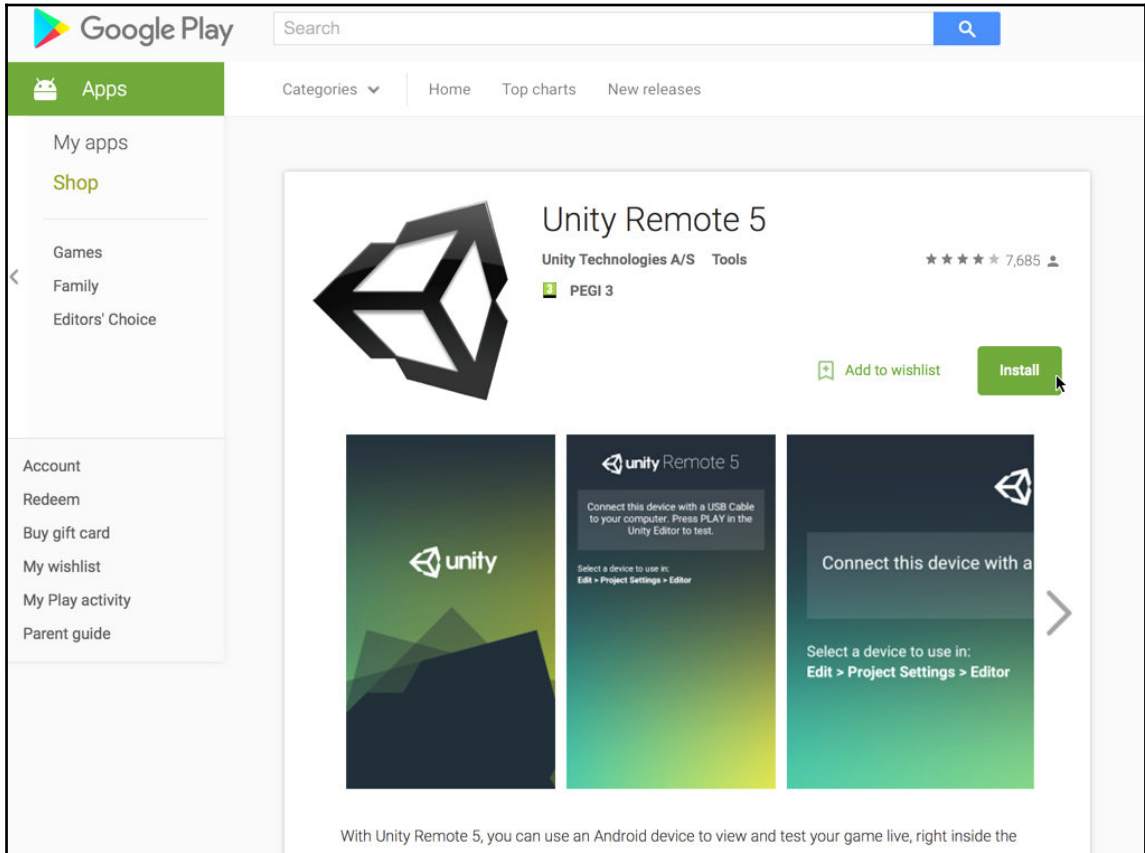 Google Play
Search
Apps
Categories
Home
Top charts
New releases
My apps
Shop
Games
Family
Editors' Choice
Account
Redeem
Buy gift card
My wishlist
My Play activity
Parent guide
Unity Remote 5
Unity Technologies A/S Tools
7,685
3 PEGI 3
Add to wishlist
Install
unity
unity Remote 5
Connect this device with a USB Cable
to your computer. Press PLAY in the
Unity Editor to test.
Select a device to use in:
Edit > Project Settings > Editor
Connect this device with a
Select a device to use in:
Edit > Project Settings > Editor
With Unity Remote 5, you can use an Android device to view and test your game live, right inside the